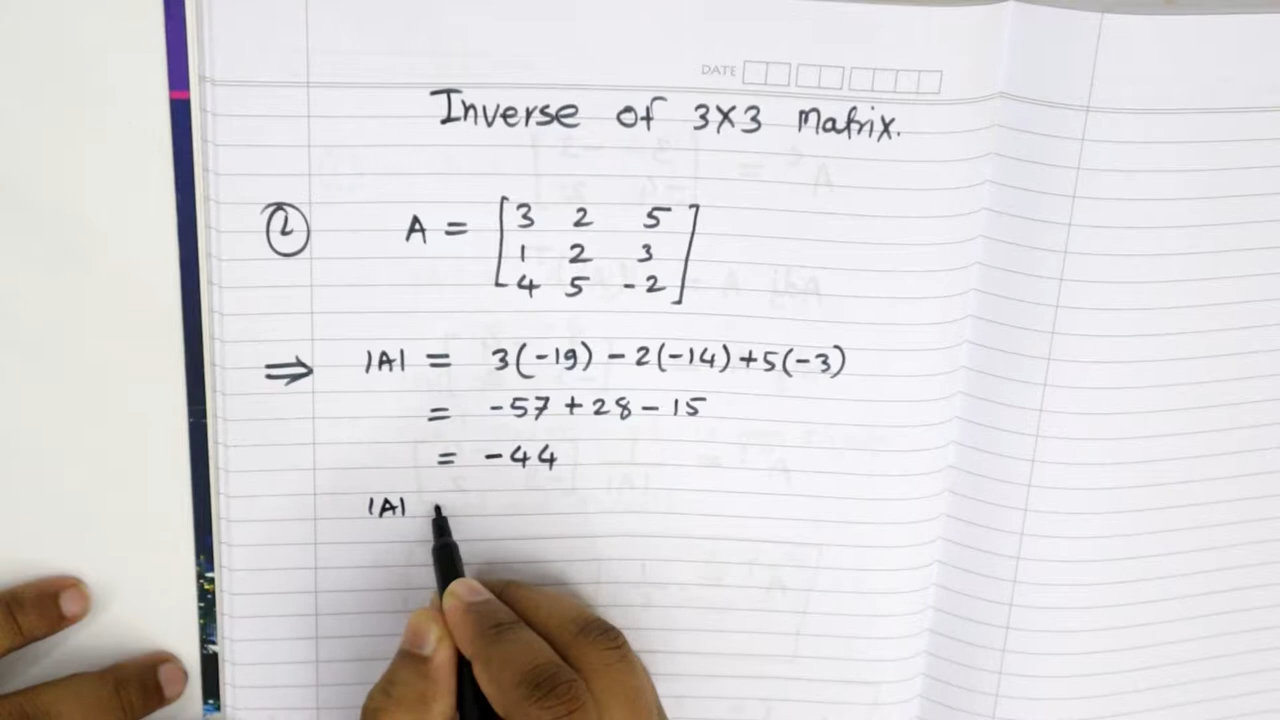 DATE
Inverse of 3X3 Matrix.
2 A = [3 2 5
1 2 3
4 5 -2]
⇒ |A| = 3(-19) - 2(-14) + 5(-3)
= -57 + 28 - 15
= -44
|A|